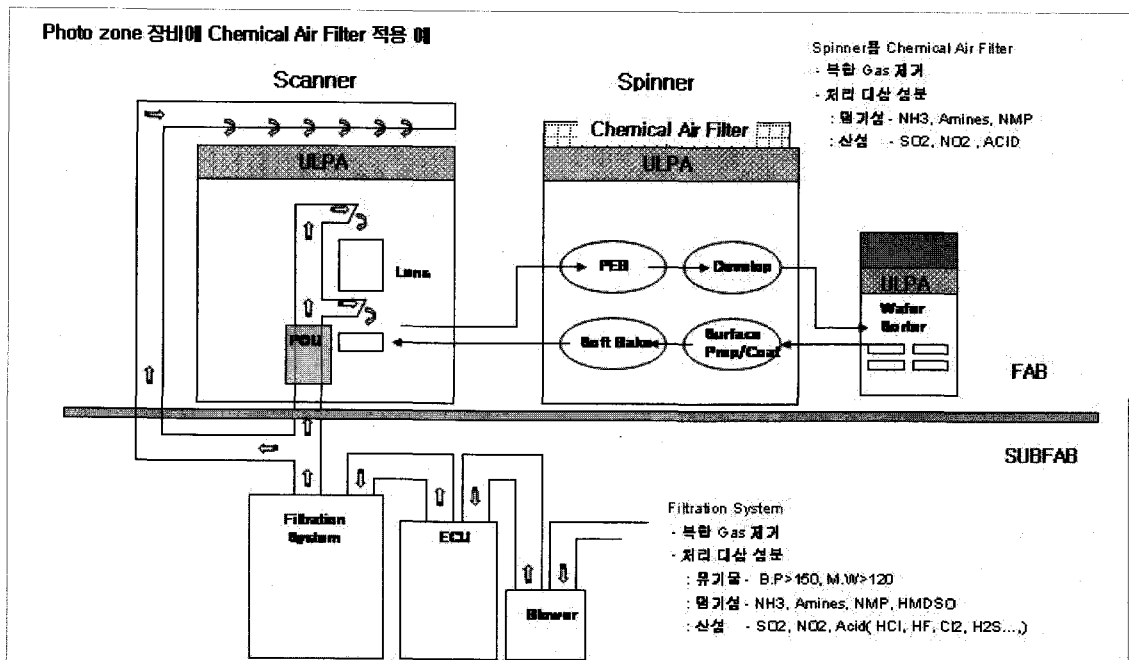 Photo zone 장비에 Chemical Air Filter 적용 예
Scanner
Spinner
Spinner용 Chemical Air Filter
- 복합 Gas 제거
- 처리 대상 성분
: 염기성 - NH3, Amines, NMP
: 산성 - SO2, NO2 , ACID
Chemical Air Filter
ULPA
ULPA
Lens
PEB
Develop
ULPA
Wafer
Sorter
POU
Soft Bake
Surface
Prep/Coat
FAB
SUBFAB
Filtration
System
ECU
Blower
Filtration System
- 복합 Gas 제거
- 처리 대상 성분
: 유기물 - B.P>150, M.W>120
: 염기성 - NH3, Amines, NMP, HMDSO
: 산성 - SO2, NO2, Acid( HCl, HF, Cl2, H2S...,)